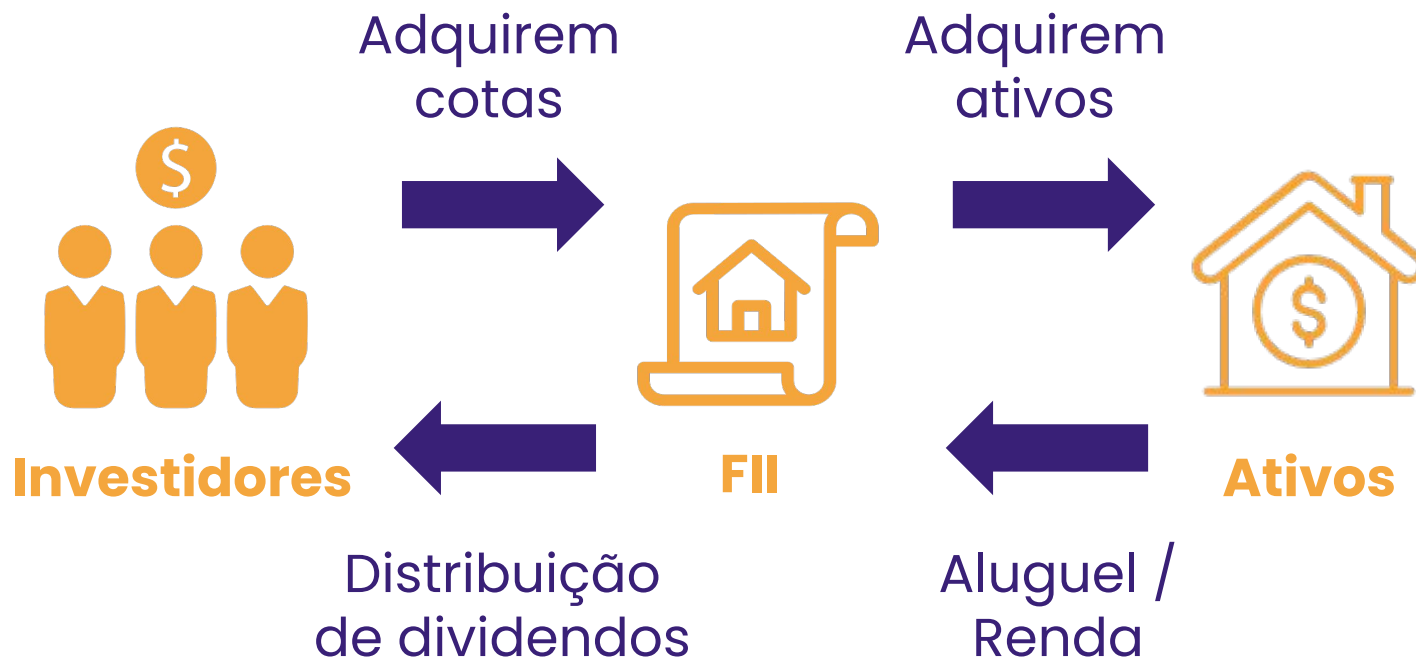 Adquirem
cotas
Adquirem
ativos
$
$
Investidores
FII
Ativos
Distribuição
de dividendos
Aluguel /
Renda